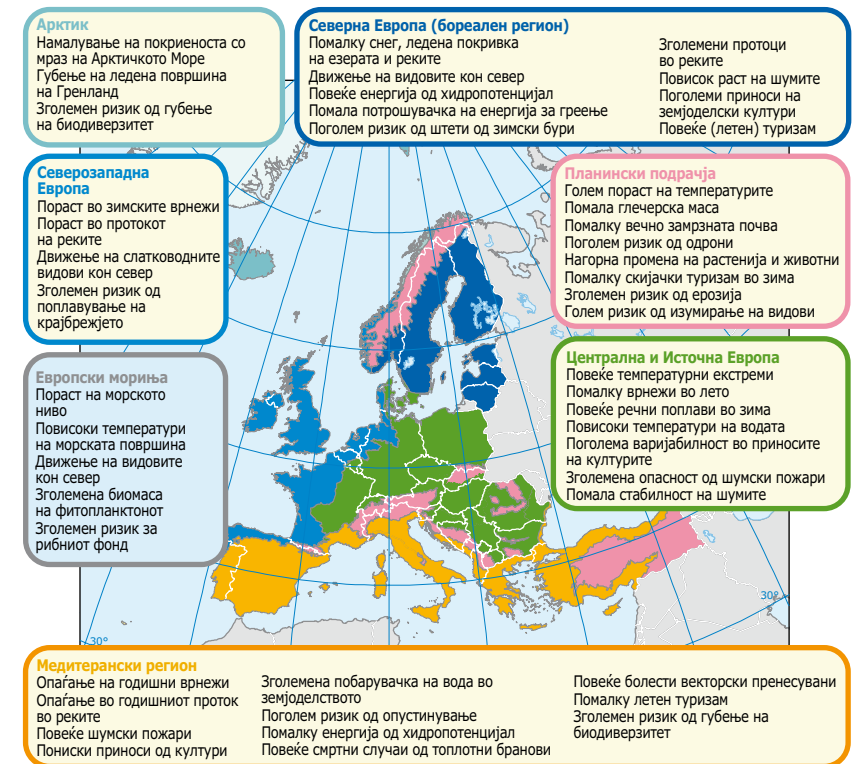 Арктик
Намалување на покриеноста со
мраз на Арктичкото Море
Губење на ледена површина
на Гренланд
Зголемен ризик од губење
на биодиверзитет
Северна Европа (бореален регион)
Помалку снег, ледена покривка
на езерата и реките
Движење на видовите кон север
Повеќе енергија од хидропотенцијал
Помала потрошувачка на енергија за греење
Поголем ризик од штети од зимски бури
Зголемени протоци
во реките
Повисок раст на шумите
Поголеми приноси на
земјоделски култури
Повеќе (летен) туризам
Северозападна
Европа
Пораст во зимските врнежи
Пораст во протокот
на реките
Движење на слатководните
видови кон север
Зголемен ризик од
поплавување на
крајбрежјето
Планински подрачја
Голем пораст на температурите
Помала глечерска маса
Помалку вечно замрзната почва
Поголем ризик од одрони
Нагорна промена на растенија и животни
Помалку скијачки туризам во зима
Зголемен ризик од ерозија
Голем ризик од изумирање на видови
Европски мориња
Пораст на морското
ниво
Повисоки температури
на морската површина
Движење на видовите
кон север
Зголемена биомаса
на фитопланктонот
Зголемен ризик за
рибниот фонд
Централна и Источна Европа
Повеќе температурни екстреми
Помалку врнежи во лето
Повеќе речни поплави во зима
Повисоки температури на водата
Поголема варијабилност во приносите
на културите
Зголемена опасност од шумски пожари
Помала стабилност на шумите
30°
30°
Медитерански регион
Опаѓање на годишни врнежи
Опаѓање во годишниот проток
во реките
Повеќе шумски пожари
Пониски приноси од култури
Зголемена побарувачка на вода во
земјоделството
Поголем ризик од опустинување
Помалку енергија од хидропотенцијал
Повеќе смртни случаи од топлотни бранови
Повеќе болести векторски пренесувани
Помалку летен туризам
Зголемен ризик од губење на
биодиверзитет